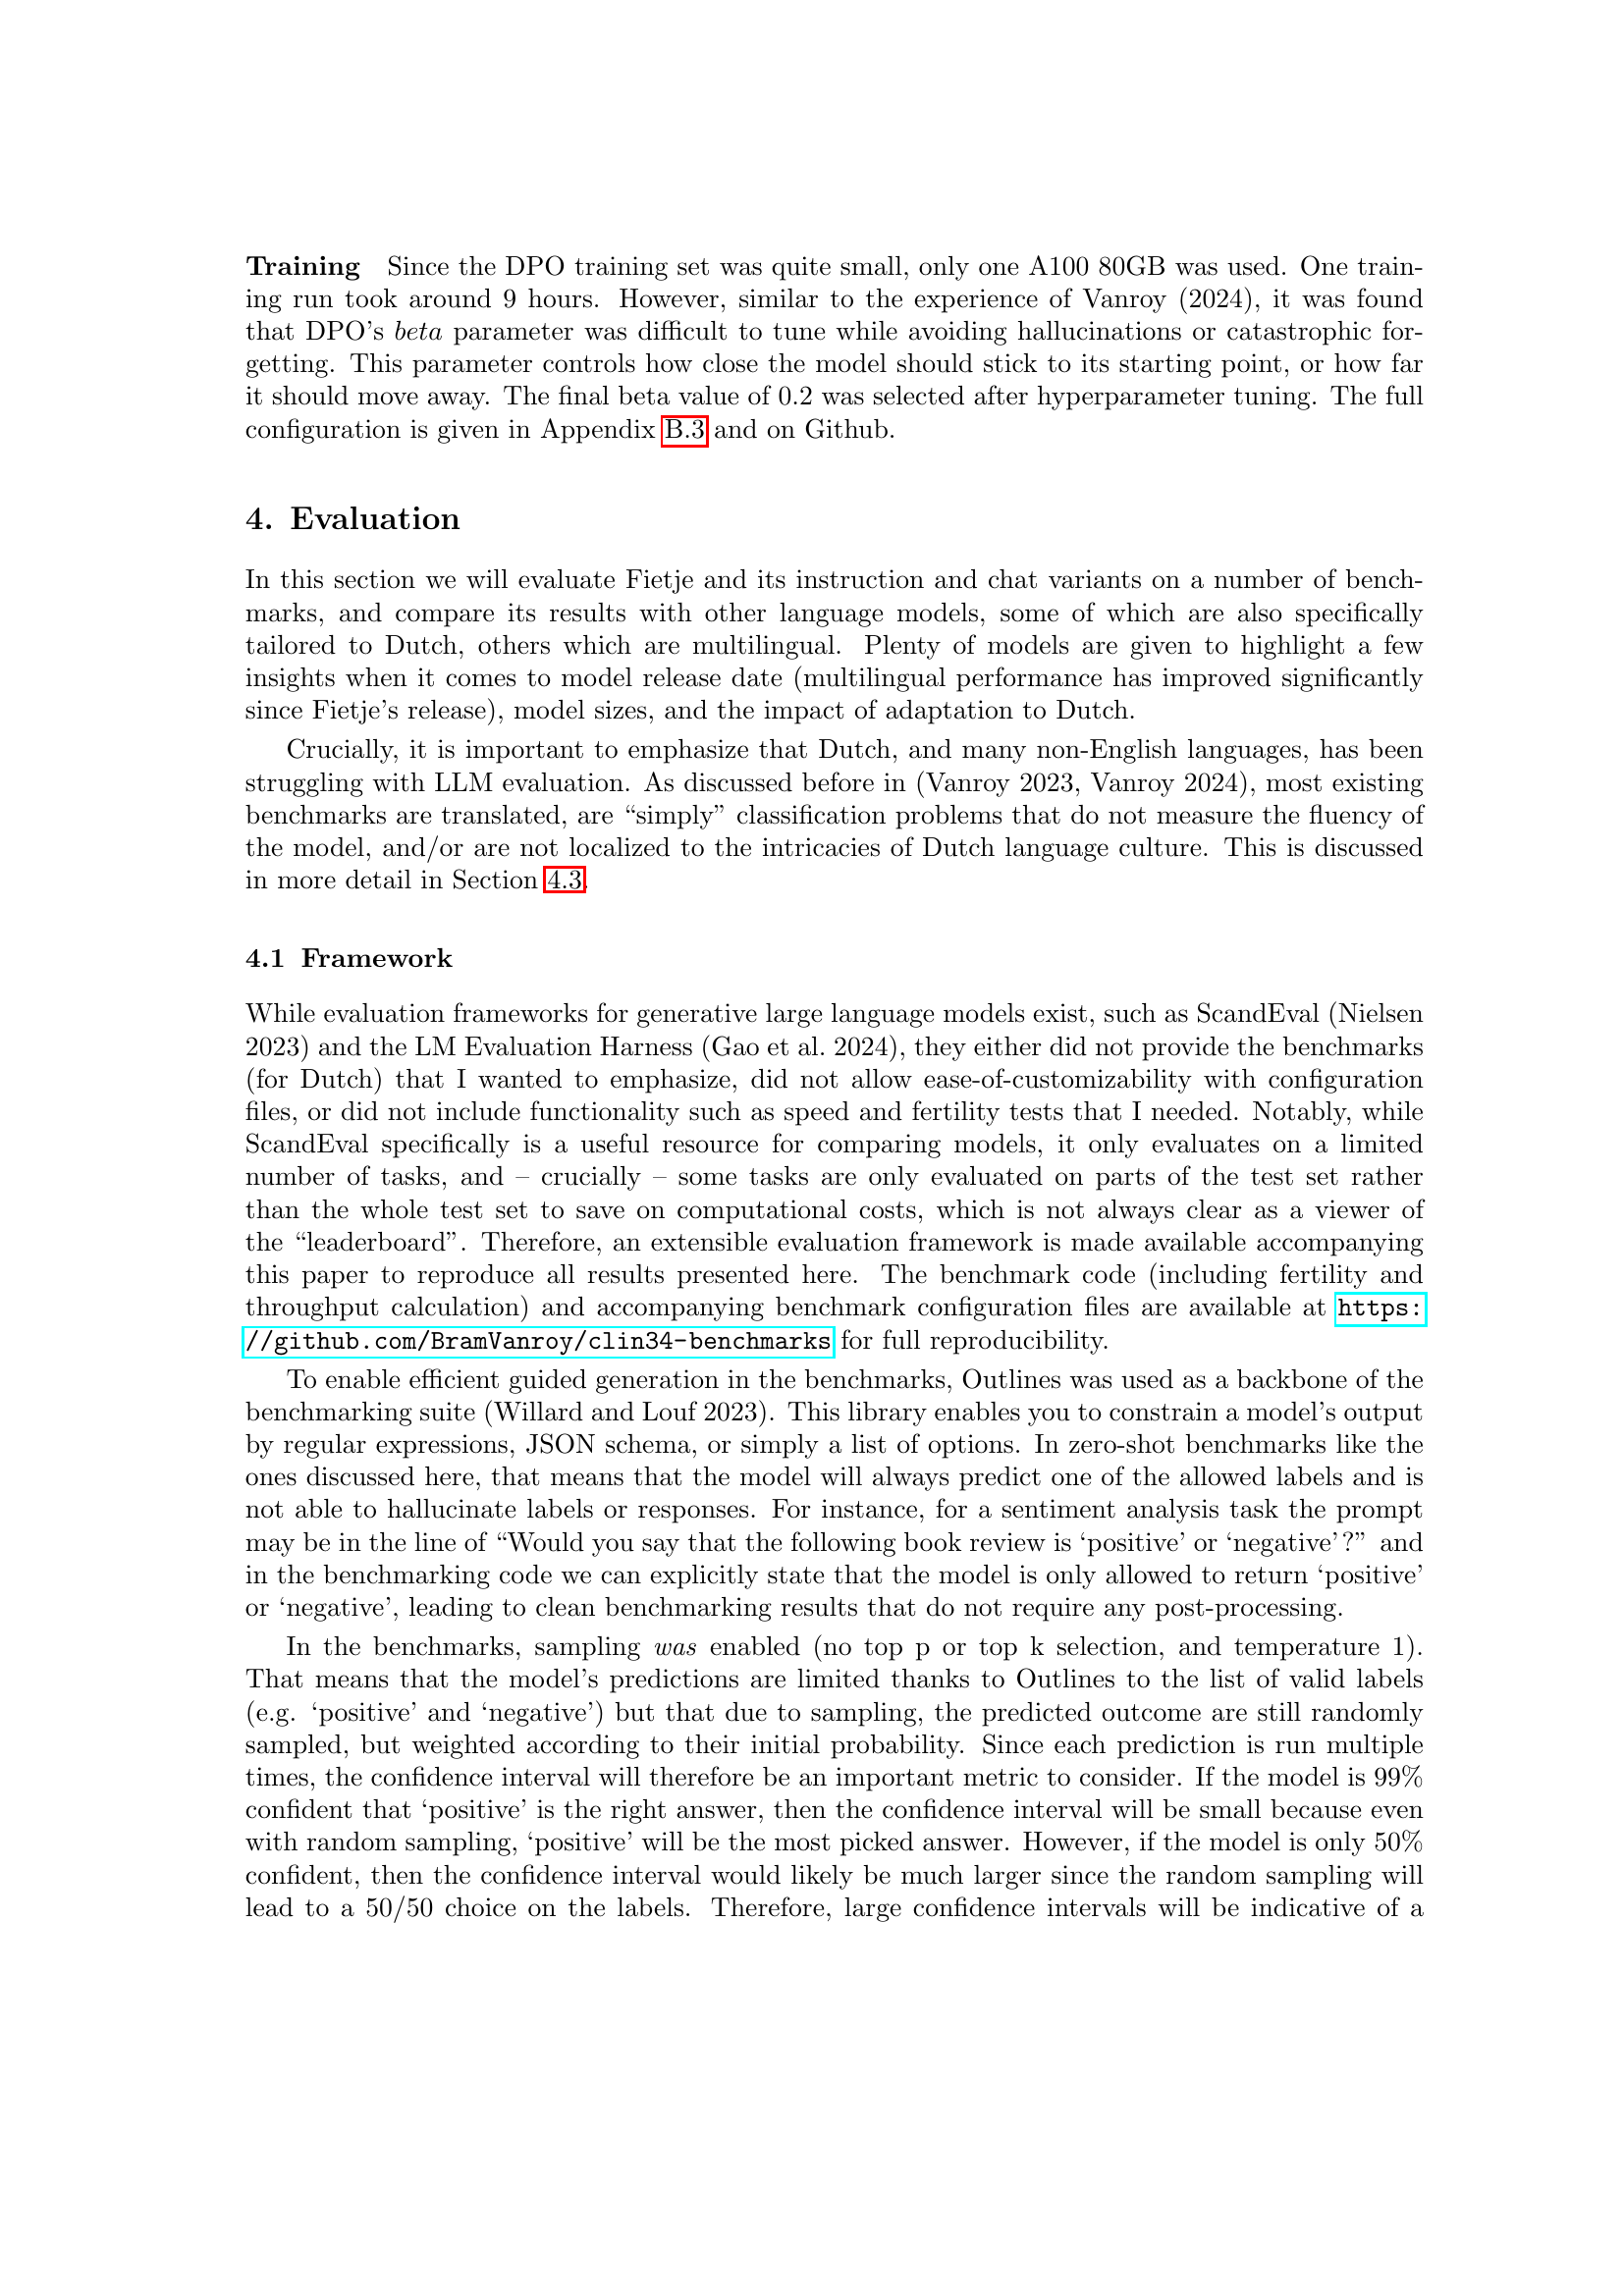 Training Since the DPO training set was quite small, only one A100 80GB was used. One train-
ing run took around 9 hours. However, similar to the experience of Vanroy (2024), it was found
that DPO's beta parameter was difficult to tune while avoiding hallucinations or catastrophic for-
getting. This parameter controls how close the model should stick to its starting point, or how far
it should move away. The final beta value of 0.2 was selected after hyperparameter tuning. The full
configuration is given in Appendix B.3 and on Github.
4. Evaluation
In this section we will evaluate Fietje and its instruction and chat variants on a number of bench-
marks, and compare its results with other language models, some of which are also specifically
tailored to Dutch, others which are multilingual. Plenty of models are given to highlight a few
insights when it comes to model release date (multilingual performance has improved significantly
since Fietje's release), model sizes, and the impact of adaptation to Dutch.
Crucially, it is important to emphasize that Dutch, and many non-English languages, has been
struggling with LLM evaluation. As discussed before in (Vanroy 2023, Vanroy 2024), most existing
benchmarks are translated, are “simply” classification problems that do not measure the fluency of
the model, and/or are not localized to the intricacies of Dutch language culture. This is discussed
in more detail in Section 4.3.
4.1 Framework
While evaluation frameworks for generative large language models exist, such as ScandEval (Nielsen
2023) and the LM Evaluation Harness (Gao et al. 2024), they either did not provide the benchmarks
(for Dutch) that I wanted to emphasize, did not allow ease-of-customizability with configuration
files, or did not include functionality such as speed and fertility tests that I needed. Notably, while
ScandEval specifically is a useful resource for comparing models, it only evaluates on a limited
number of tasks, and – crucially – some tasks are only evaluated on parts of the test set rather
than the whole test set to save on computational costs, which is not always clear as a viewer of
the “leaderboard”. Therefore, an extensible evaluation framework is made available accompanying
this paper to reproduce all results presented here. The benchmark code (including fertility and
throughput calculation) and accompanying benchmark configuration files are available at https:
//github.com/BramVanroy/clin34-benchmarks for full reproducibility.
To enable efficient guided generation in the benchmarks, Outlines was used as a backbone of the
benchmarking suite (Willard and Louf 2023). This library enables you to constrain a model's output
by regular expressions, JSON schema, or simply a list of options. In zero-shot benchmarks like the
ones discussed here, that means that the model will always predict one of the allowed labels and is
not able to hallucinate labels or responses. For instance, for a sentiment analysis task the prompt
may be in the line of “Would you say that the following book review is ‘positive’ or ‘negative’?” and
in the benchmarking code we can explicitly state that the model is only allowed to return ‘positive’
or ‘negative’, leading to clean benchmarking results that do not require any post-processing.
In the benchmarks, sampling was enabled (no top p or top k selection, and temperature 1).
That means that the model's predictions are limited thanks to Outlines to the list of valid labels
(e.g. ‘positive’ and ‘negative’) but that due to sampling, the predicted outcome are still randomly
sampled, but weighted according to their initial probability. Since each prediction is run multiple
times, the confidence interval will therefore be an important metric to consider. If the model is 99%
confident that ‘positive’ is the right answer, then the confidence interval will be small because even
with random sampling, ‘positive’ will be the most picked answer. However, if the model is only 50%
confident, then the confidence interval would likely be much larger since the random sampling will
lead to a 50/50 choice on the labels. Therefore, large confidence intervals will be indicative of a